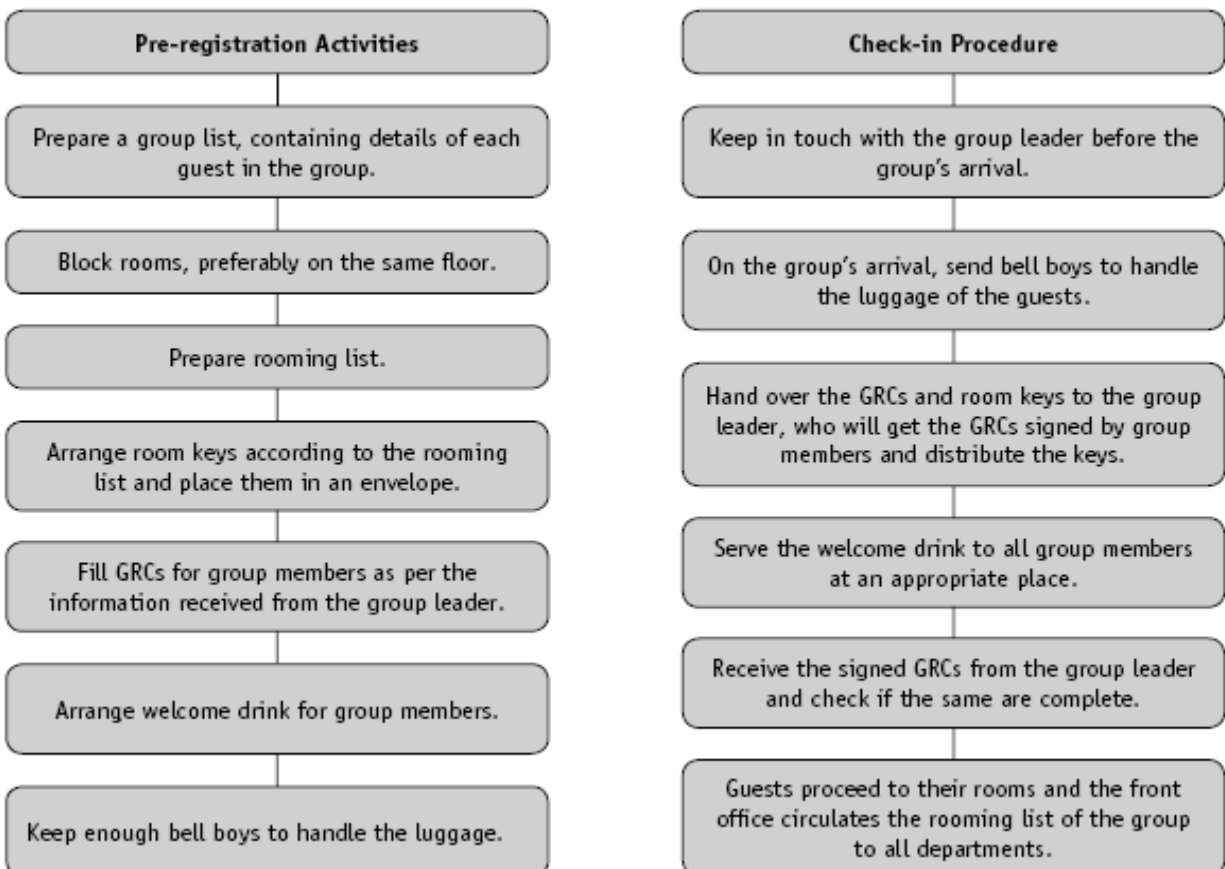 Pre-registration Activities
Prepare a group list, containing details of each
guest in the group.
Block rooms, preferably on the same floor.
Prepare rooming list.
Arrange room keys according to the rooming
list and place them in an envelope.
Fill GRCs for group members as per the
information received from the group leader.
Arrange welcome drink for group members.
Keep enough bell boys to handle the luggage.
Check-in Procedure
Keep in touch with the group leader before the
group's arrival.
On the group's arrival, send bell boys to handle
the luggage of the guests.
Hand over the GRCs and room keys to the group
leader, who will get the GRCs signed by group
members and distribute the keys.
Serve the welcome drink to all group members
at an appropriate place.
Receive the signed GRCs from the group leader
and check if the same are complete.
Guests proceed to their rooms and the front
office circulates the rooming list of the group
to all departments.